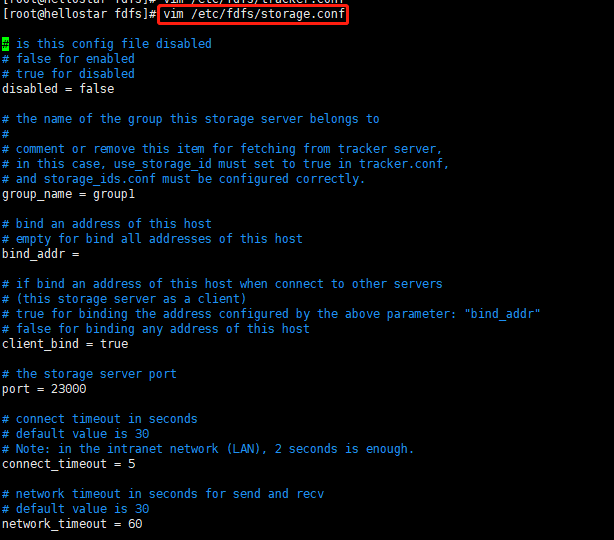 [root@hellostar fdfs]# vim /etc/fdfs/tracker.conf
[root@hellostar fdfs]# vim /etc/fdfs/storage.conf
# is this config file disabled
# false for enabled
# true for disabled
disabled = false
# the name of the group this storage server belongs to
#
# comment or remove this item for fetching from tracker server,
# in this case, use_storage_id must set to true in tracker.conf,
# and storage_ids.conf must be configured correctly.
group_name = group1
# bind an address of this host
# empty for bind all addresses of this host
bind_addr =
# if bind an address of this host when connect to other servers
# (this storage server as a client)
# true for binding the address configured by the above parameter: "bind_addr"
# false for binding any address of this host
client_bind = true
# the storage server port
port = 23000
# connect timeout in seconds
# default value is 30
# Note: in the intranet network (LAN), 2 seconds is enough.
connect_timeout = 5
# network timeout in seconds for send and recv
# default value is 30
network_timeout = 60